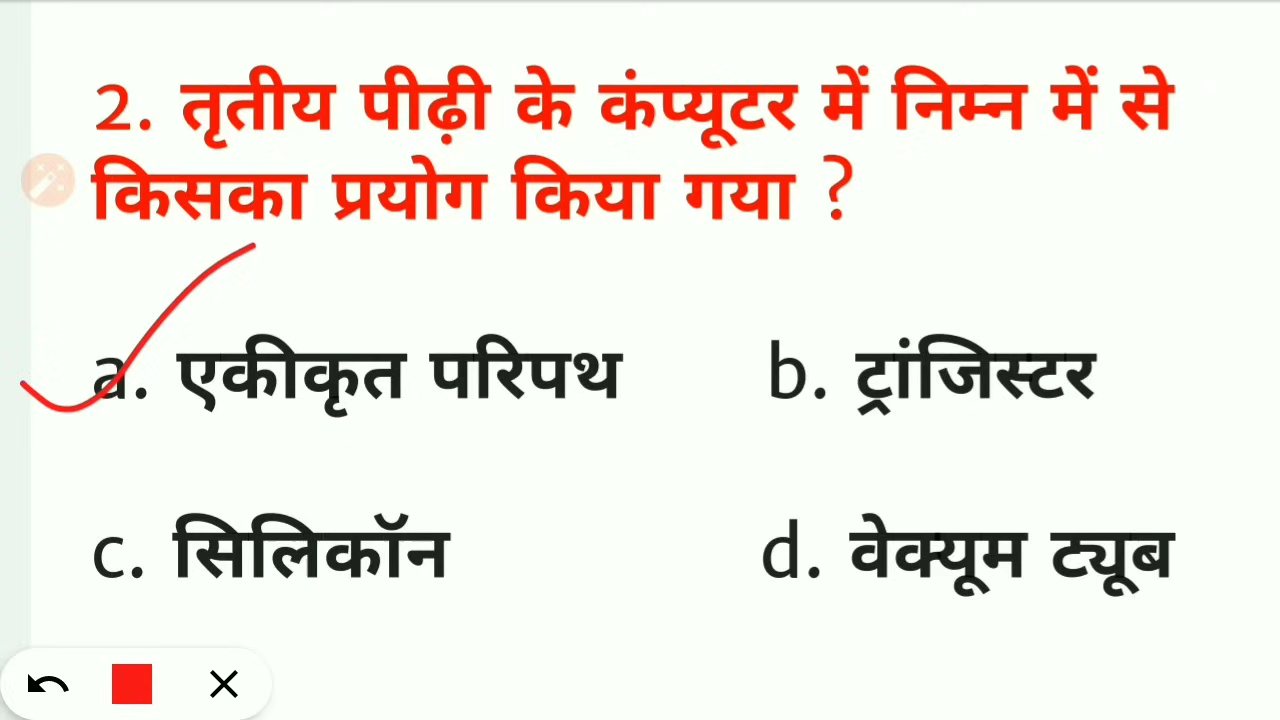 2. तृतीय पीढ़ी के कंप्यूटर में निम्न में से
किसका प्रयोग किया गया ?
a. एकीकृत परिपथ b. ट्रांजिस्टर
c. सिलिकॉन d. वेक्यूम ट्यूब